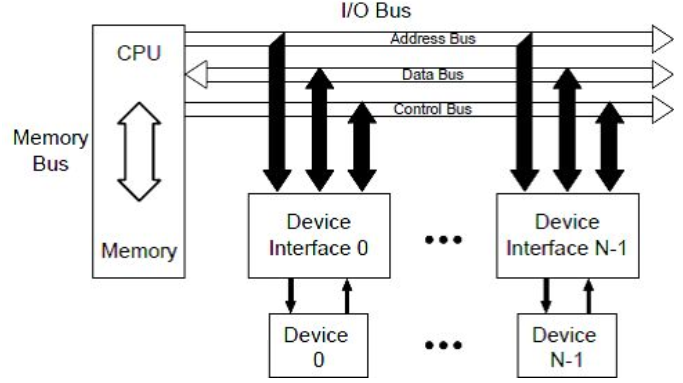 I/O Bus
Address Bus
CPU
Data Bus
Control Bus
Memory
Bus
Memory
Device
Interface 0
Device
Interface N-1
Device
0
Device
N-1